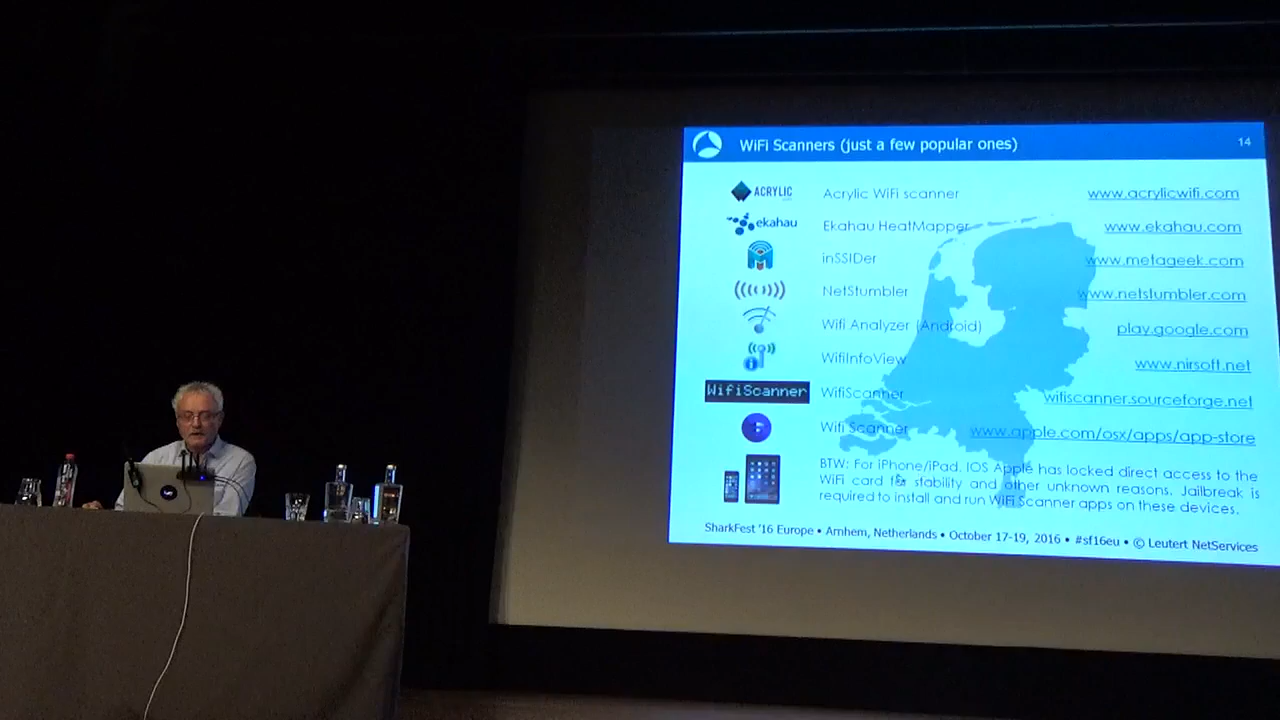 WiFi Scanners (just a few popular ones) 14
ACRYLIC Acrylic WiFi scanner www.acrylicwifi.com
ekahau Ekahau HeatMapper www.ekahau.com
inSSIDer www.metageek.com
NetStumbler www.netstumbler.com
Wifi Analyzer (Android) play.google.com
WifiInfoView www.nirsoft.net
WifiScanner WifiScanner wifiscanner.sourceforge.net
Wifi Scanner www.apple.com/osx/apps/app-store
BTW: For iPhone/iPad, IOS Apple has locked direct access to the
WiFi card for stability and other unknown reasons. Jailbreak is
required to install and run WiFi Scanner apps on these devices.
SharkFest '16 Europe • Arnhem, Netherlands • October 17-19, 2016 • #sf16eu • © Leutert NetServices